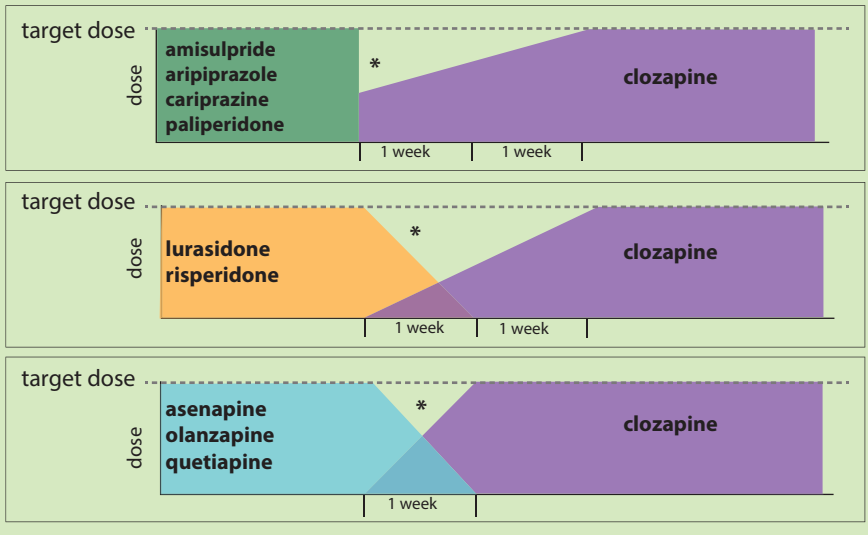 target dose
dose
amisulpride
aripiprazole
cariprazine
paliperidone
*
clozapine
1 week
1 week
target dose
dose
lurasidone
risperidone
*
clozapine
1 week
1 week
target dose
dose
asenapine
olanzapine
quetiapine
*
clozapine
1 week